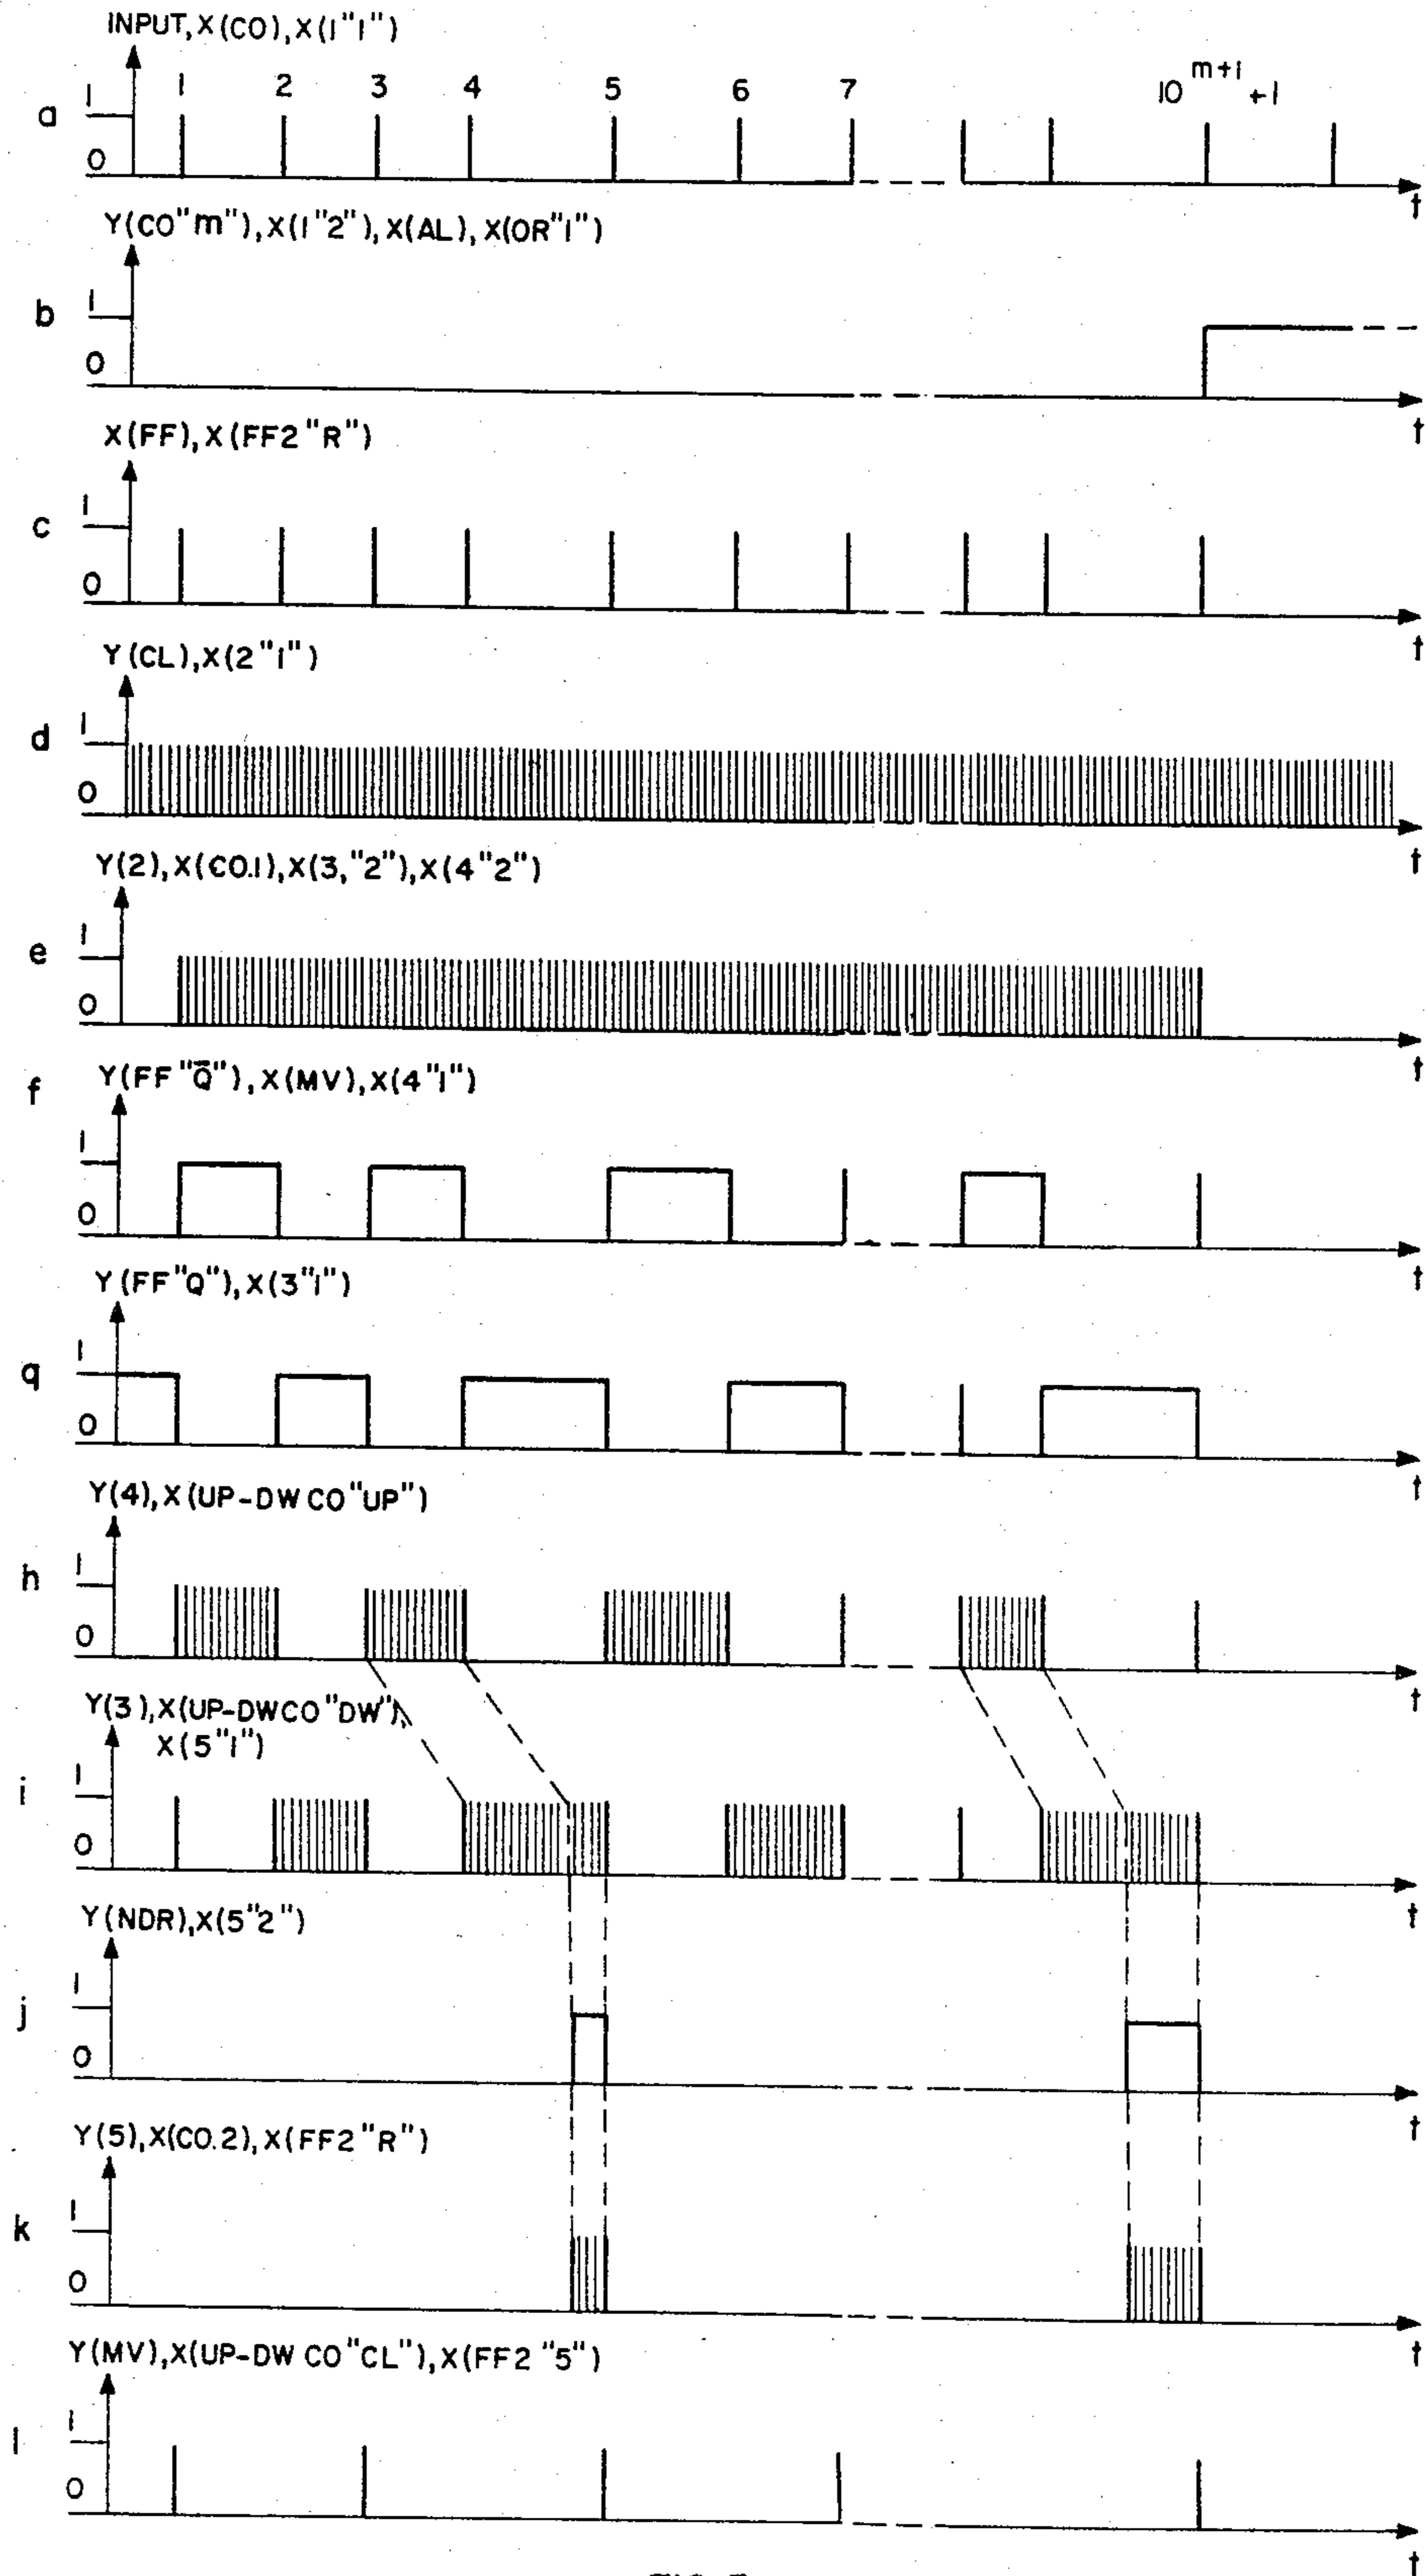 INPUT, X(CO), X(1"1")
1 2 3 4 5 6 7 10^{m+1}+1
a 1 0 t
Y(CO"m"), X(1"2"), X(AL), X(OR"1")
b 1 0 t
X(FF), X(FF2"R")
c 1 0 t
Y(CL), X(2"1")
d 1 0 t
Y(2), X(CO.1), X(3,"2"), X(4"2")
e 1 0 t
f Y(FF"Q̄"), X(MV), X(4"1")
1 0 t
Y(FF"Q"), X(3"1")
q 1 0 t
Y(4), X(UP-DW CO"UP")
h 1 0 t
Y(3), X(UP-DWCO"DW"),
X(5"1")
i 1 0 t
Y(NDR), X(5"2")
j 1 0 t
Y(5), X(CO.2), X(FF2"R")
k 1 0 t
Y(MV), X(UP-DW CO"CL"), X(FF2"5")
l 1 0 t